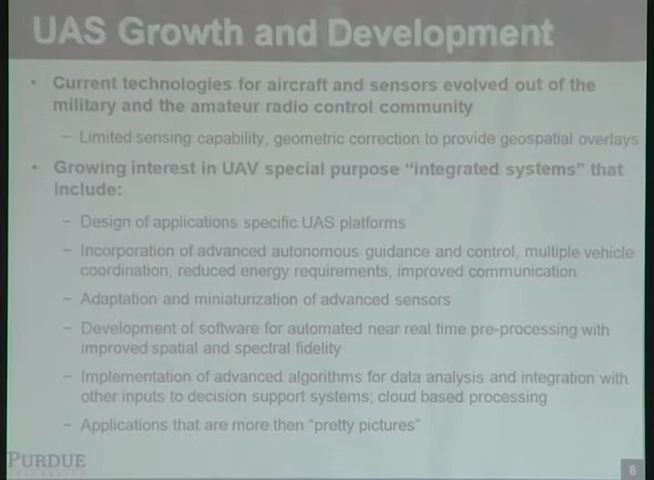 UAS Growth and Development
• Current technologies for aircraft and sensors evolved out of the
military and the amateur radio control community
– Limited sensing capability, geometric correction to provide geospatial overlays
• Growing interest in UAV special purpose “integrated systems” that
include:
– Design of applications specific UAS platforms
– Incorporation of advanced autonomous guidance and control, multiple vehicle
coordination, reduced energy requirements, improved communication
– Adaptation and miniaturization of advanced sensors
– Development of software for automated near real time pre-processing with
improved spatial and spectral fidelity
– Implementation of advanced algorithms for data analysis and integration with
other inputs to decision support systems; cloud based processing
– Applications that are more then “pretty pictures”
PURDUE
UNIVERSITY
6